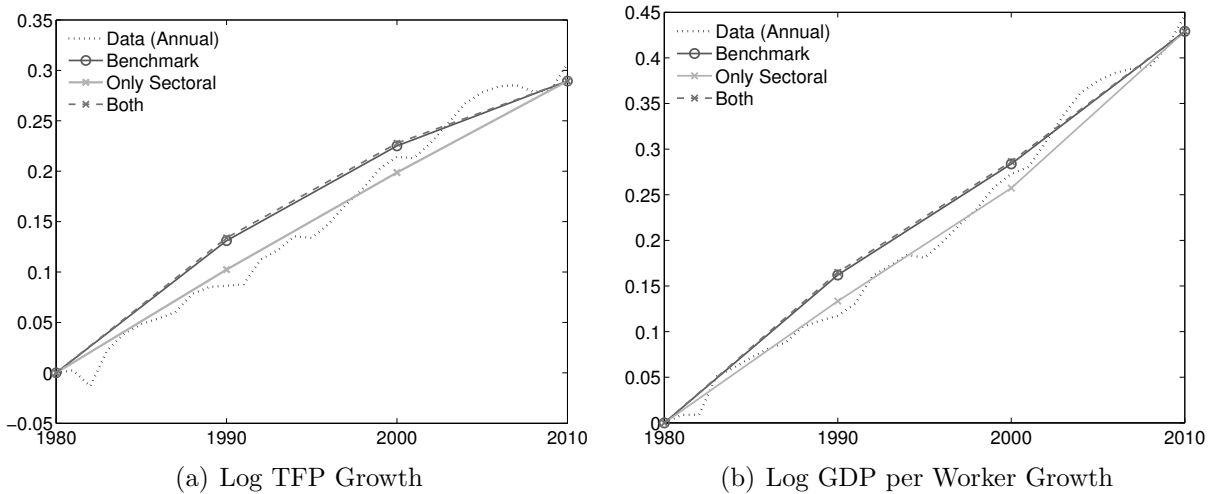 0.35
0.3
0.25
0.2
0.15
0.1
0.05
0
−0.05
1980
1990
2000
2010
Data (Annual)
Benchmark
Only Sectoral
Both
(a) Log TFP Growth
0.45
0.4
0.35
0.3
0.25
0.2
0.15
0.1
0.05
0
1980
1990
2000
2010
Data (Annual)
Benchmark
Only Sectoral
Both
(b) Log GDP per Worker Growth